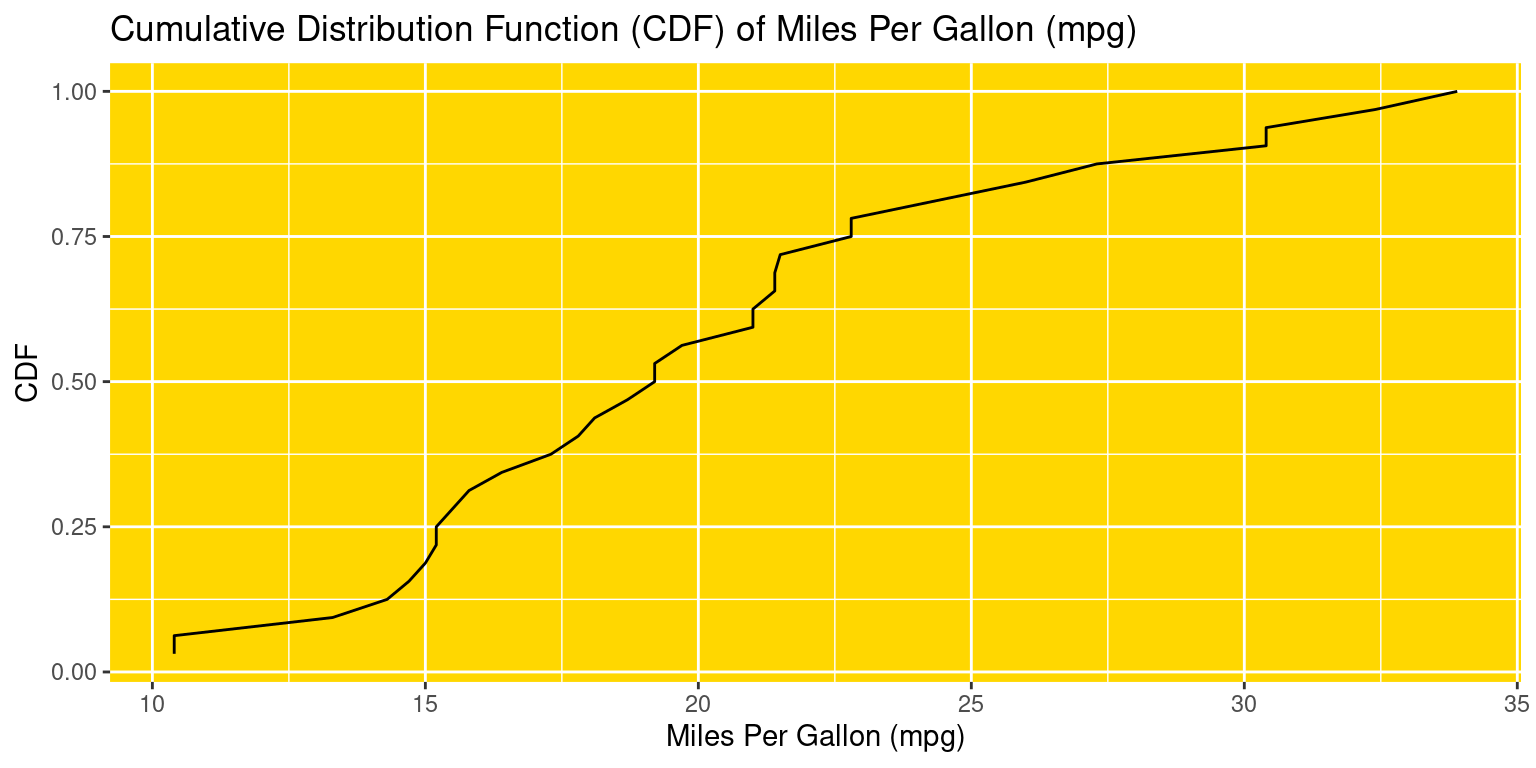 Cumulative Distribution Function (CDF) of Miles Per Gallon (mpg)
1.00
0.75
0.50
0.25
0.00
CDF
10 15 20 25 30 35
Miles Per Gallon (mpg)